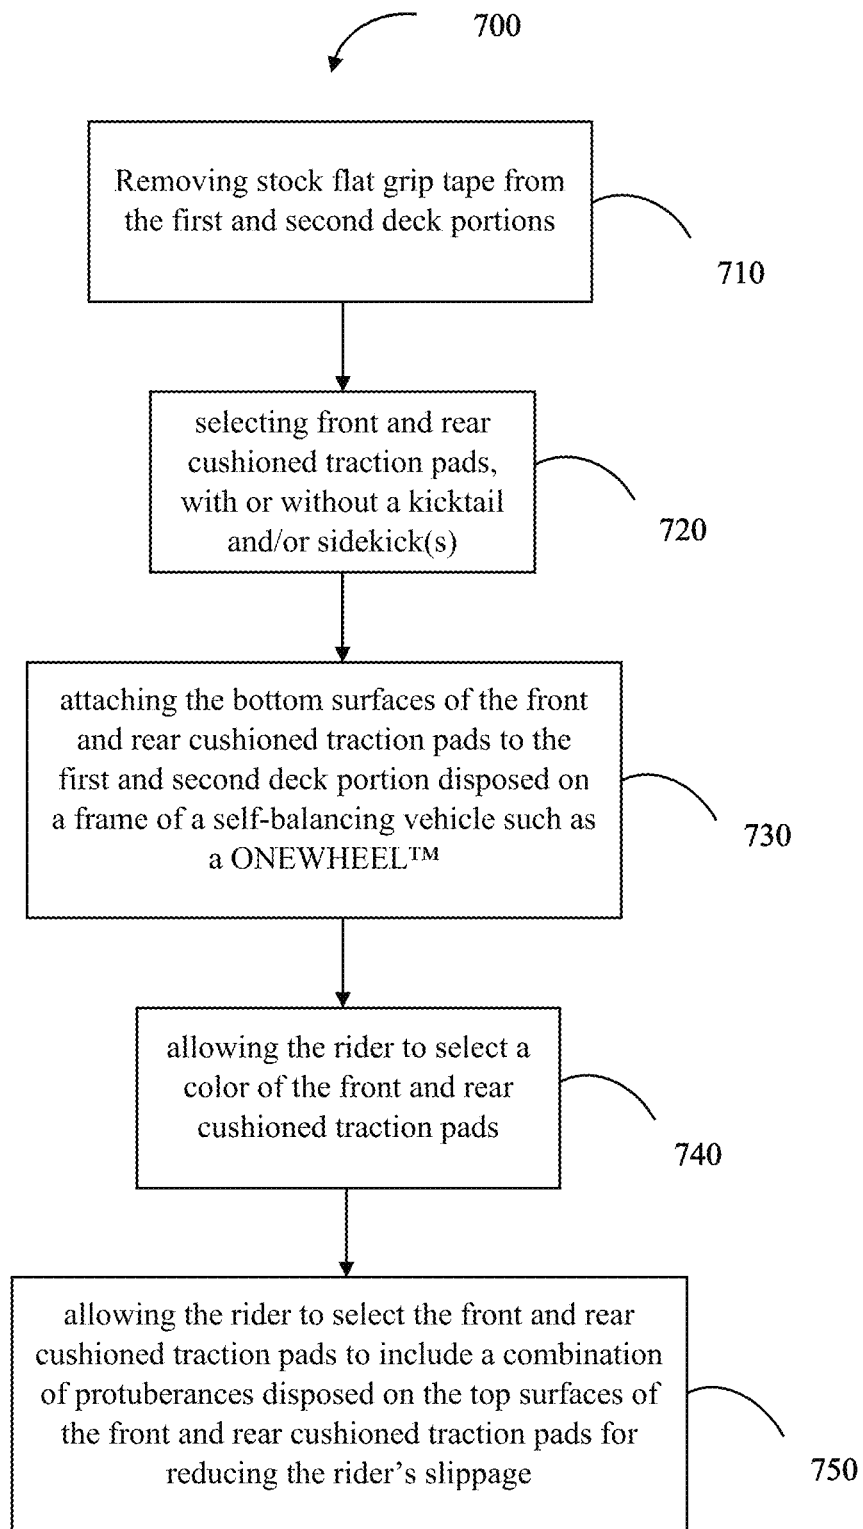 700
Removing stock flat grip tape from
the first and second deck portions
710
selecting front and rear
cushioned traction pads,
with or without a kicktail
and/or sidekick(s)
720
attaching the bottom surfaces of the front
and rear cushioned traction pads to the
first and second deck portion disposed on
a frame of a self-balancing vehicle such as
a ONEWHEEL™
730
allowing the rider to select a
color of the front and rear
cushioned traction pads
740
allowing the rider to select the front and rear
cushioned traction pads to include a combination
of protuberances disposed on the top surfaces of
the front and rear cushioned traction pads for
reducing the rider's slippage
750